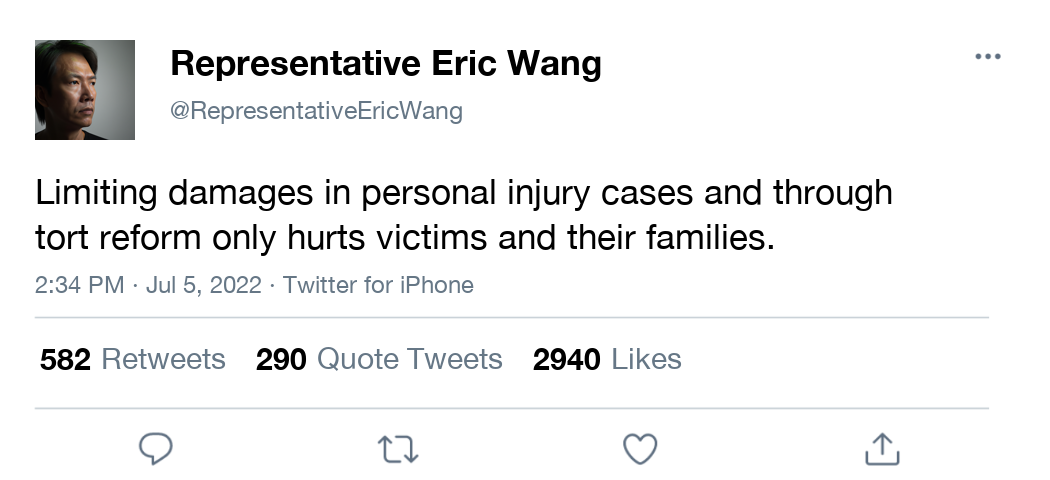 Representative Eric Wang
@RepresentativeEricWang
Limiting damages in personal injury cases and through
tort reform only hurts victims and their families.
2:34 PM · Jul 5, 2022 · Twitter for iPhone
582 Retweets 290 Quote Tweets 2940 Likes